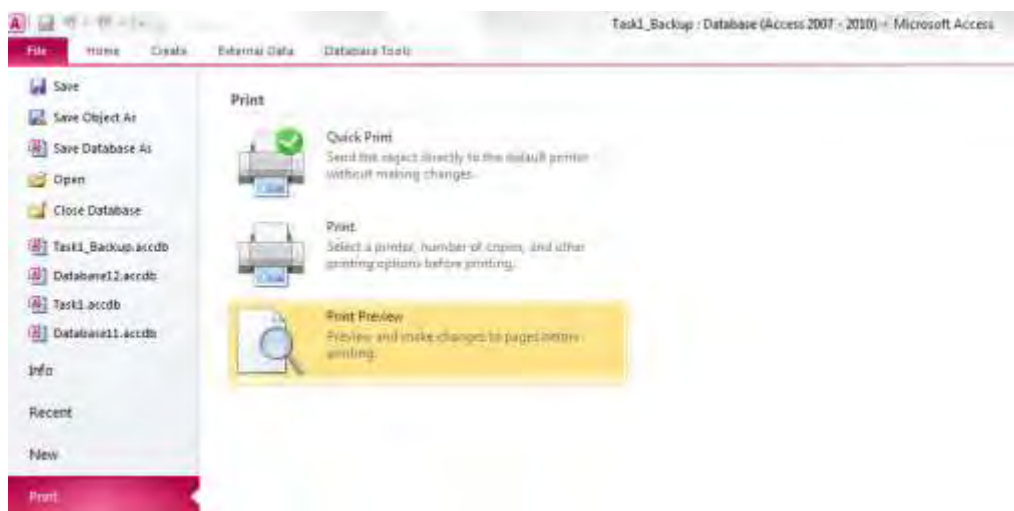 Task1_Backup : Database (Access 2007 - 2010) - Microsoft Access
File Home Create External Data Database Tools
Save
Save Object As
Save Database As
Open
Close Database
Task1_Backup.accdb
Database12.accdb
Task1.accdb
Database11.accdb
Info
Recent
New
Print
Print
Quick Print
Send the object directly to the default printer
without making changes.
Print
Select a printer, number of copies, and other
printing options before printing.
Print Preview
Preview and make changes to pages before
printing.